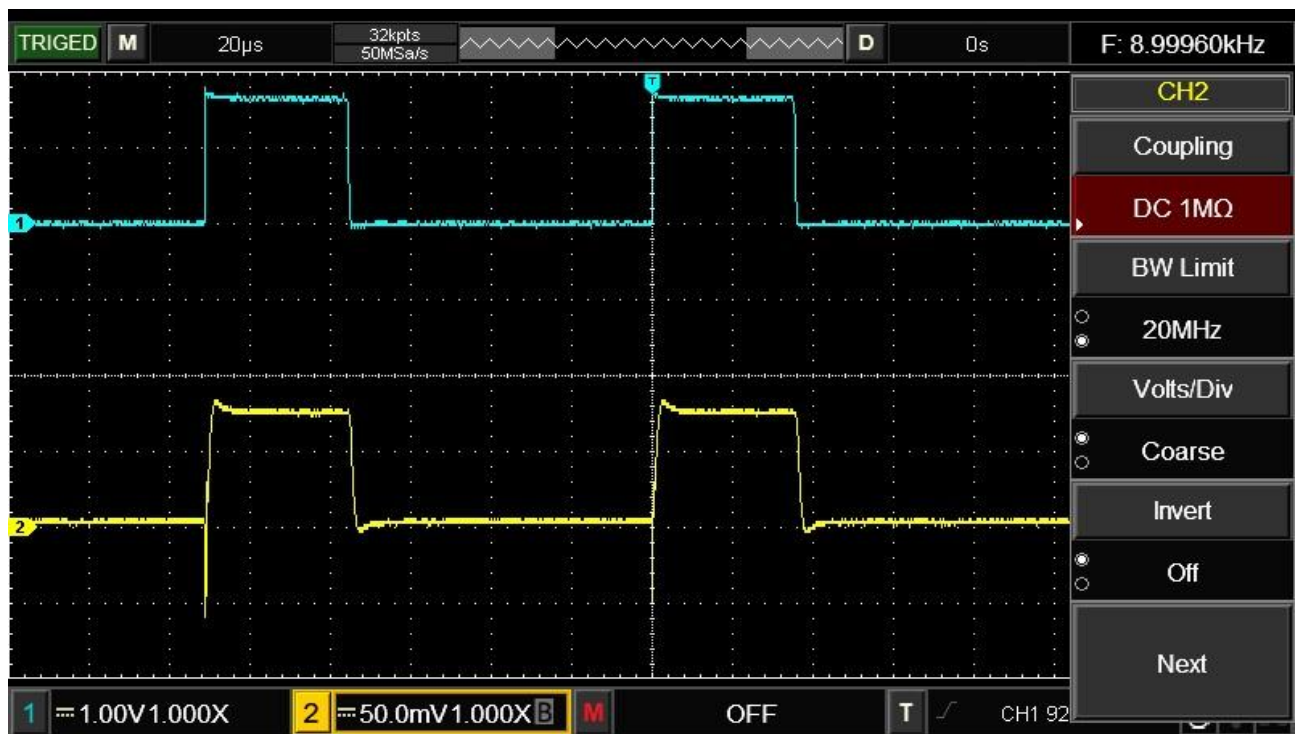 TRIGED M 20µs 32kpts 50MSa/s D 0s F: 8.99960kHz
T
CH2
Coupling
DC 1MΩ
BW Limit
20MHz
Volts/Div
Coarse
Invert
Off
Next
1
2
1 1.00V 1.000X 2 50.0mV 1.000X B M OFF T CH1 92